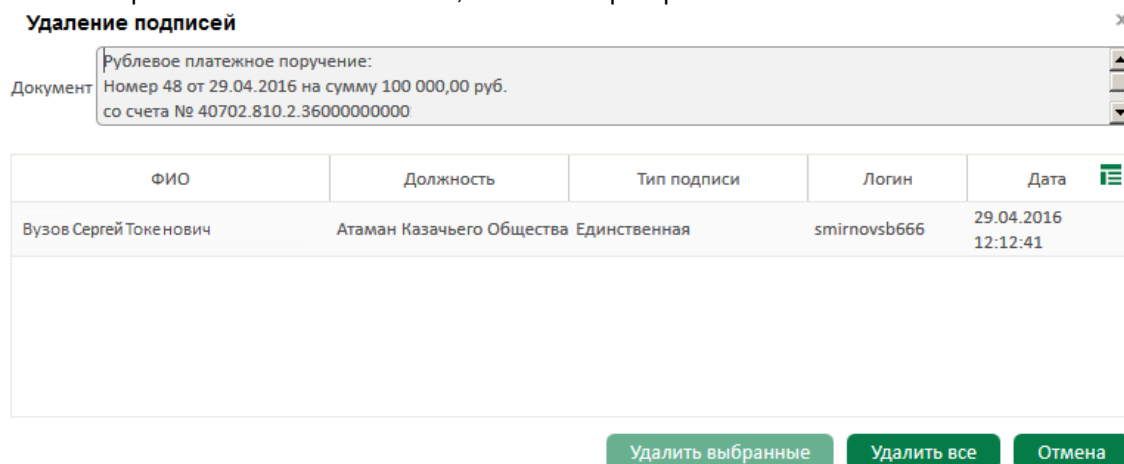 Удаление подписей
Документ
Рублевое платежное поручение:
Номер 48 от 29.04.2016 на сумму 100 000,00 руб.
со счета № 40702.810.2.36000000000
ФИО Должность Тип подписи Логин Дата
Вузов Сергей Токенович Атаман Казачьего Общества Единственная smirnovsb666 29.04.2016
12:12:41
Удалить выбранные Удалить все Отмена